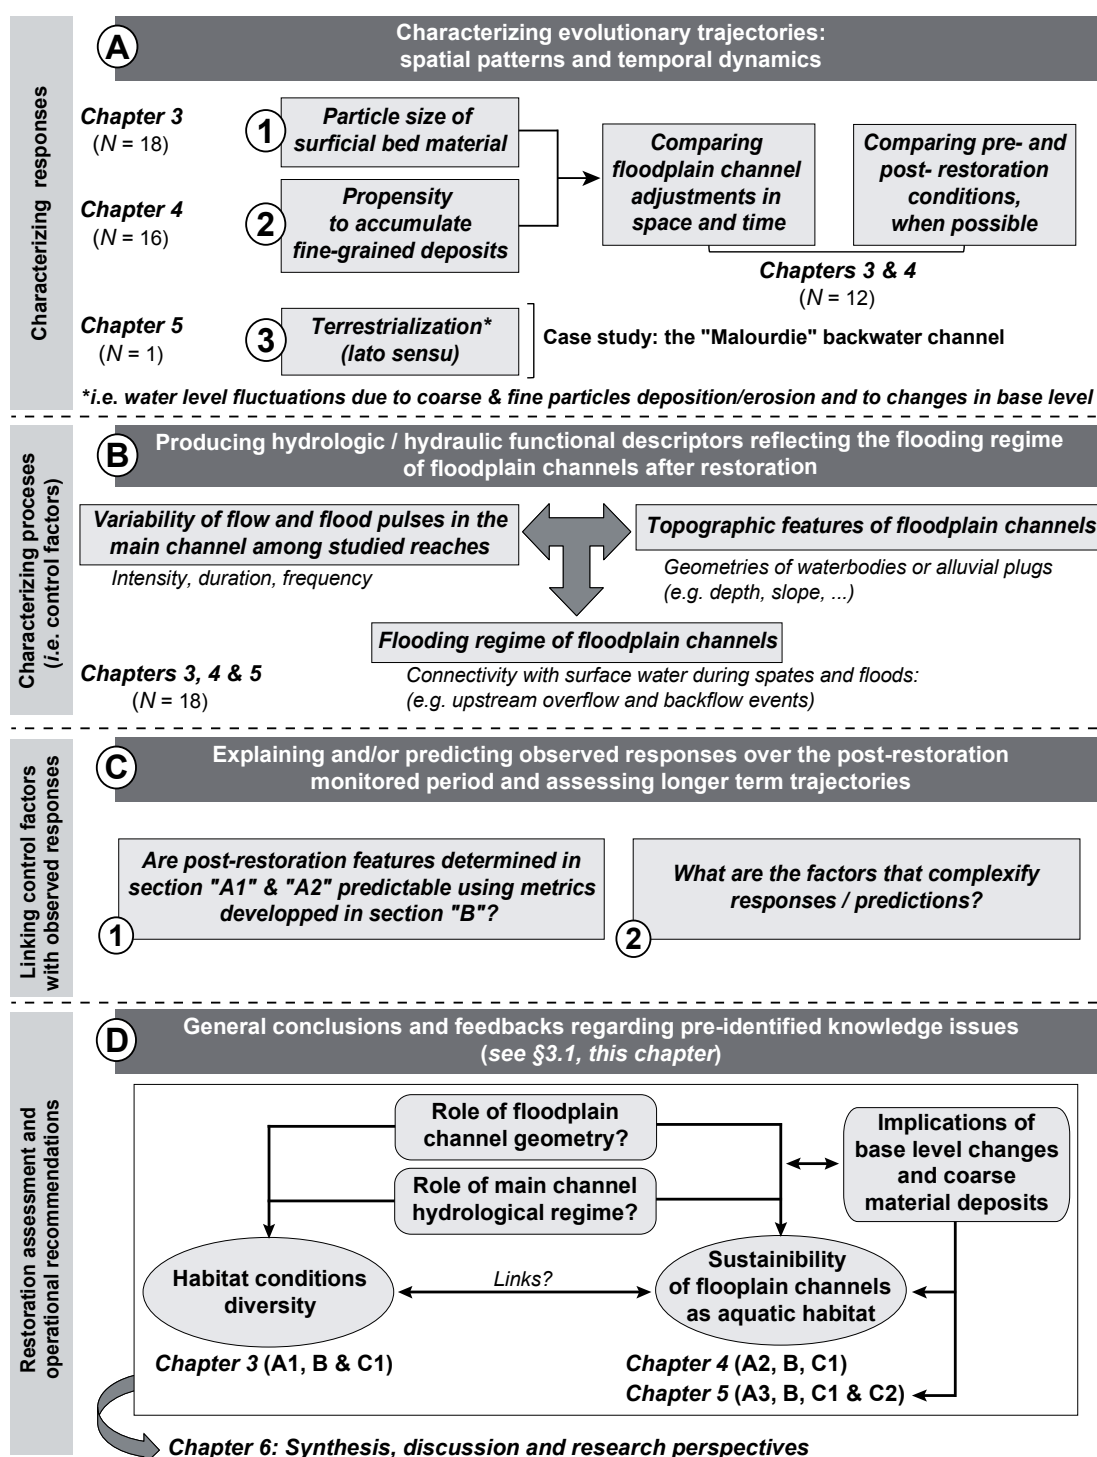 Characterizing responses
A
Characterizing evolutionary trajectories:
spatial patterns and temporal dynamics
Chapter 3
(N = 18)
1
Particle size of
surficial bed material
Chapter 4
(N = 16)
2
Propensity
to accumulate
fine-grained deposits
Comparing
floodplain channel
adjustments in
space and time
Comparing pre- and
post- restoration
conditions,
when possible
Chapters 3 & 4
(N = 12)
Chapter 5
(N = 1)
3
Terrestrialization*
(lato sensu)
Case study: the "Malourdie" backwater channel
*i.e. water level fluctuations due to coarse & fine particles deposition/erosion and to changes in base level
Characterizing process
(i.e. control factors)
B
Producing hydrologic / hydraulic functional descriptors reflecting the flooding regime
of floodplain channels after restoration
Variability of flow and flood pulses in the
main channel among studied reaches
Intensity, duration, frequency
Topographic features of floodplain channels
Geometries of waterbodies or alluvial plugs
(e.g. depth, slope, ...)
Flooding regime of floodplain channels
Connectivity with surface water during spates and floods:
(e.g. upstream overflow and backflow events)
Chapters 3, 4 & 5
(N = 18)
Linking control factors
with observed responses
C
Explaining and/or predicting observed responses over the post-restoration
monitored period and assessing longer term trajectories
Are post-restoration features determined in
section "A1" & "A2" predictable using metrics
developped in section "B"?
1
What are the factors that complexify
responses / predictions?
2
Restoration assessment and
operational recommendations
D
General conclusions and feedbacks regarding pre-identified knowledge issues
(see §3.1, this chapter)
Role of floodplain
channel geometry?
Role of main channel
hydrological regime?
Implications of
base level changes
and coarse
material deposits
Habitat conditions
diversity
Links?
Sustainibility
of flooplain channels
as aquatic habitat
Chapter 3 (A1, B & C1)
Chapter 4 (A2, B, C1)
Chapter 5 (A3, B, C1 & C2)
Chapter 6: Synthesis, discussion and research perspectives